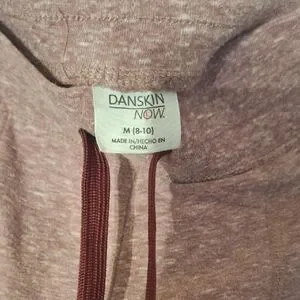 DANSKIN
NOW.
M (8-10)
MADE IN/HECHO EN
CHINA